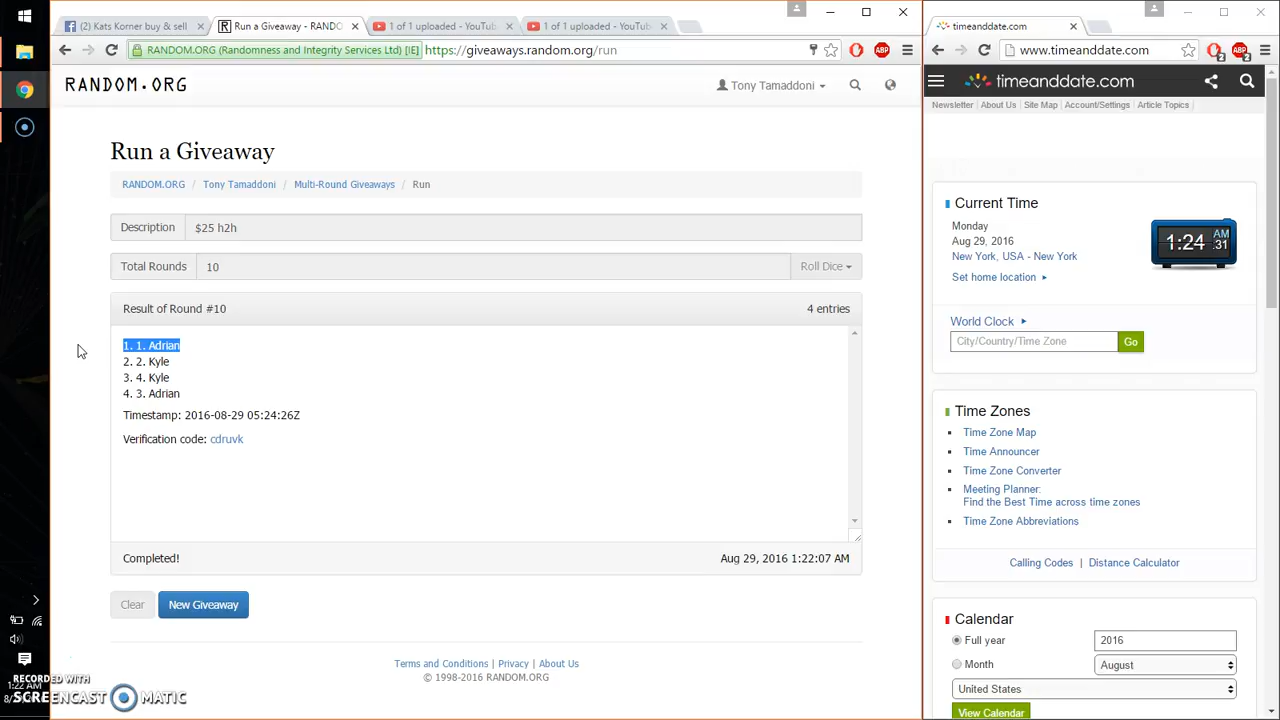 (2) Kats Korner buy & sell
Run a Giveaway - RANDO
1 of 1 uploaded - YouTu
1 of 1 uploaded - YouTu
RANDOM.ORG (Randomness and Integrity Services Ltd) [IE]
https://giveaways.random.org/run
RANDOM.ORG
Tony Tamaddoni
Run a Giveaway
RANDOM.ORG / Tony Tamaddoni / Multi-Round Giveaways / Run
Description $25 h2h
Total Rounds 10 Roll Dice
Result of Round #10 4 entries
1. 1. Adrian
2. 2. Kyle
3. 4. Kyle
4. 3. Adrian
Timestamp: 2016-08-29 05:24:26Z
Verification code: cdruvk
Completed! Aug 29, 2016 1:22:07 AM
Clear New Giveaway
Terms and Conditions | Privacy | About Us
© 1998-2016 RANDOM.ORG
timeanddate.com
www.timeanddate.com
ABP
2
ABP
2
timeanddate.com
Newsletter About Us Site Map Account/Settings Article Topics
Current Time
Monday
Aug 29, 2016
New York, USA - New York
Set home location
1:24 AM :31
World Clock
City/Country/Time Zone Go
Time Zones
Time Zone Map
Time Announcer
Time Zone Converter
Meeting Planner:
Find the Best Time across time zones
Time Zone Abbreviations
Calling Codes | Distance Calculator
Calendar
Full year 2016
Month August
United States
View Calendar
RECORDED WITH
SCREENCAST MATIC